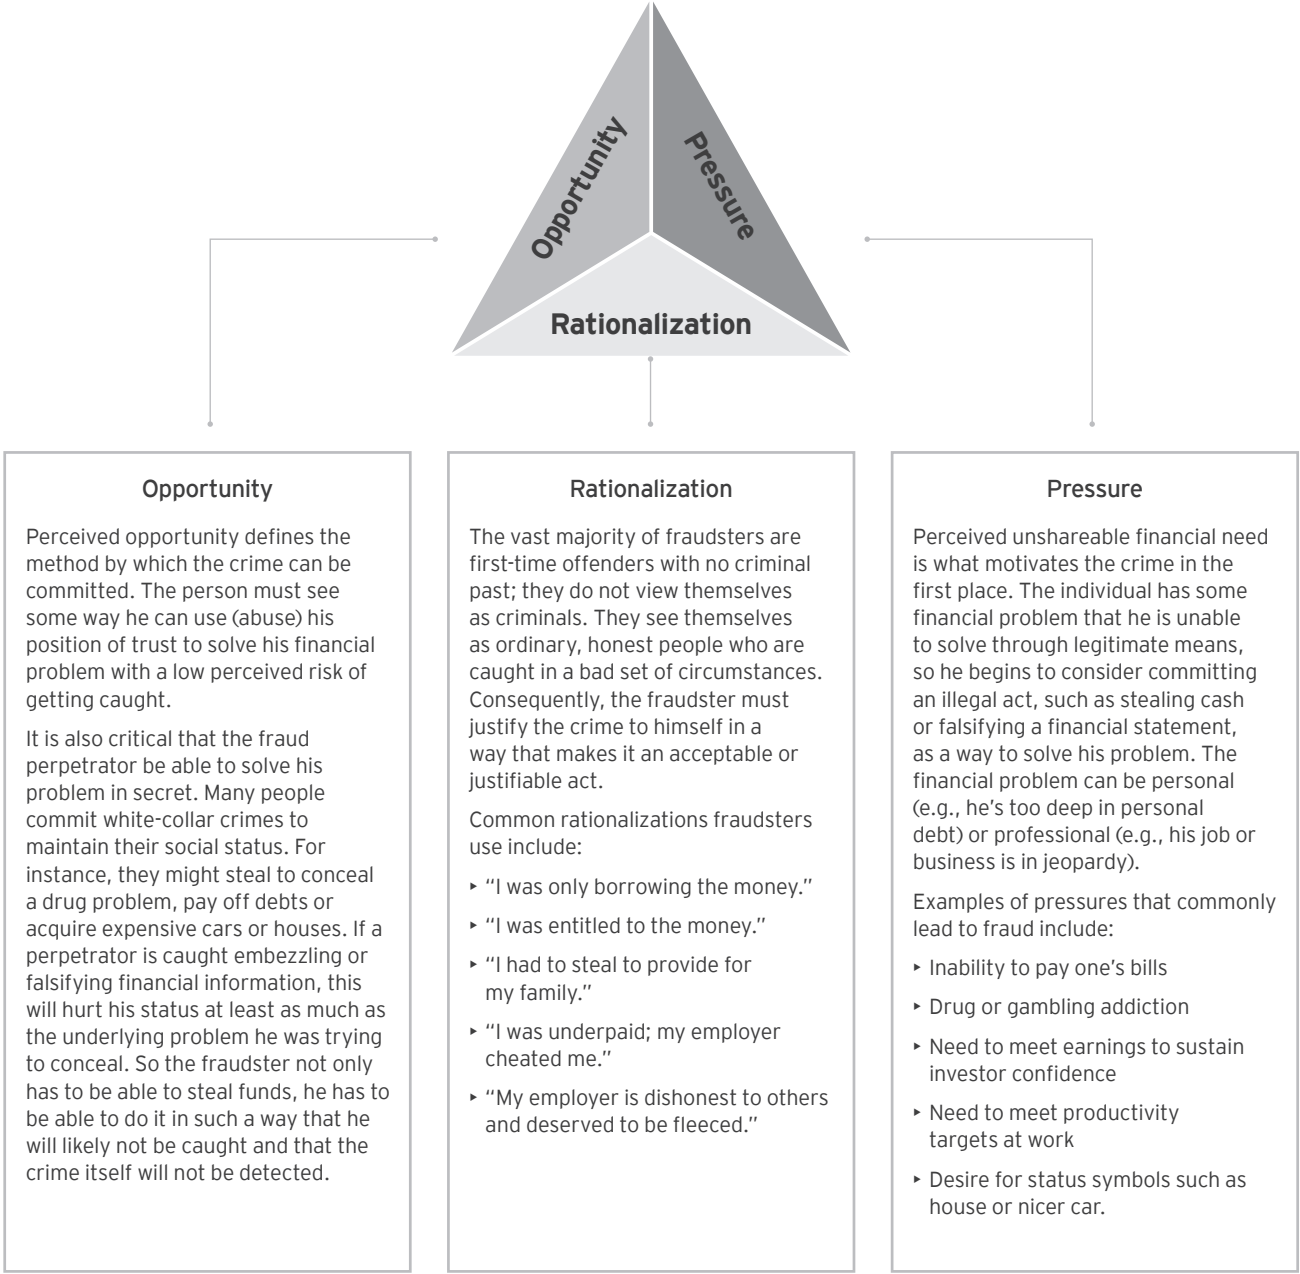 Opportunity
Pressure
Rationalization
Opportunity
Perceived opportunity defines the
method by which the crime can be
committed. The person must see
some way he can use (abuse) his
position of trust to solve his financial
problem with a low perceived risk of
getting caught.
It is also critical that the fraud
perpetrator be able to solve his
problem in secret. Many people
commit white-collar crimes to
maintain their social status. For
instance, they might steal to conceal
a drug problem, pay off debts or
acquire expensive cars or houses. If a
perpetrator is caught embezzling or
falsifying financial information, this
will hurt his status at least as much as
the underlying problem he was trying
to conceal. So the fraudster not only
has to be able to steal funds, he has to
be able to do it in such a way that he
will likely not be caught and that the
crime itself will not be detected.
Rationalization
The vast majority of fraudsters are
first-time offenders with no criminal
past; they do not view themselves
as criminals. They see themselves
as ordinary, honest people who are
caught in a bad set of circumstances.
Consequently, the fraudster must
justify the crime to himself in a
way that makes it an acceptable or
justifiable act.
Common rationalizations fraudsters
use include:
‣ “I was only borrowing the money.”
‣ “I was entitled to the money.”
‣ “I had to steal to provide for
my family.”
‣ “I was underpaid; my employer
cheated me.”
‣ “My employer is dishonest to others
and deserved to be fleeced.”
Pressure
Perceived unshareable financial need
is what motivates the crime in the
first place. The individual has some
financial problem that he is unable
to solve through legitimate means,
so he begins to consider committing
an illegal act, such as stealing cash
or falsifying a financial statement,
as a way to solve his problem. The
financial problem can be personal
(e.g., he’s too deep in personal
debt) or professional (e.g., his job or
business is in jeopardy).
Examples of pressures that commonly
lead to fraud include:
‣ Inability to pay one’s bills
‣ Drug or gambling addiction
‣ Need to meet earnings to sustain
investor confidence
‣ Need to meet productivity
targets at work
‣ Desire for status symbols such as
house or nicer car.